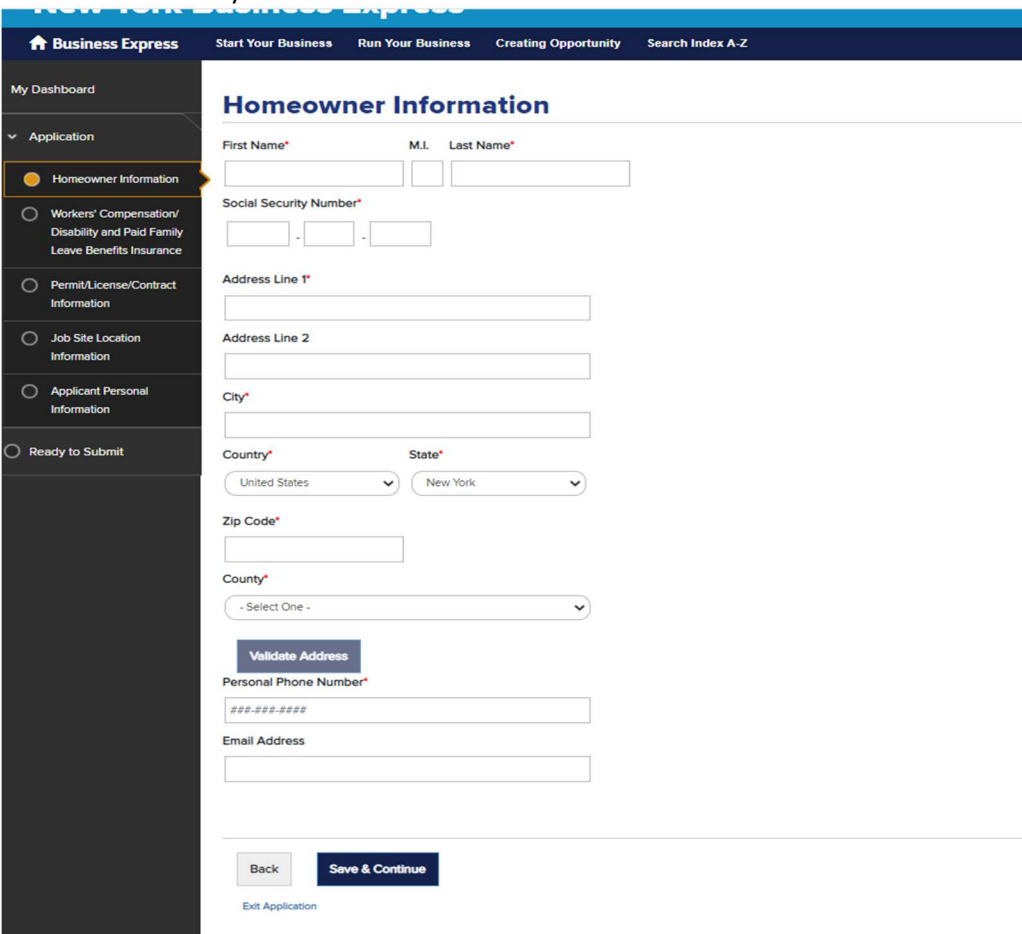 New York Business Express
Business Express Start Your Business Run Your Business Creating Opportunity Search Index A-Z
My Dashboard
Application
Homeowner Information
Workers' Compensation/
Disability and Paid Family
Leave Benefits Insurance
Permit/License/Contract
Information
Job Site Location
Information
Applicant Personal
Information
Ready to Submit
Homeowner Information
First Name* M.I. Last Name*
Social Security Number*
- -
Address Line 1*
Address Line 2
City*
Country* State*
United States New York
Zip Code*
County*
- Select One -
Validate Address
Personal Phone Number*
###-###-####
Email Address
Back Save & Continue
Exit Application